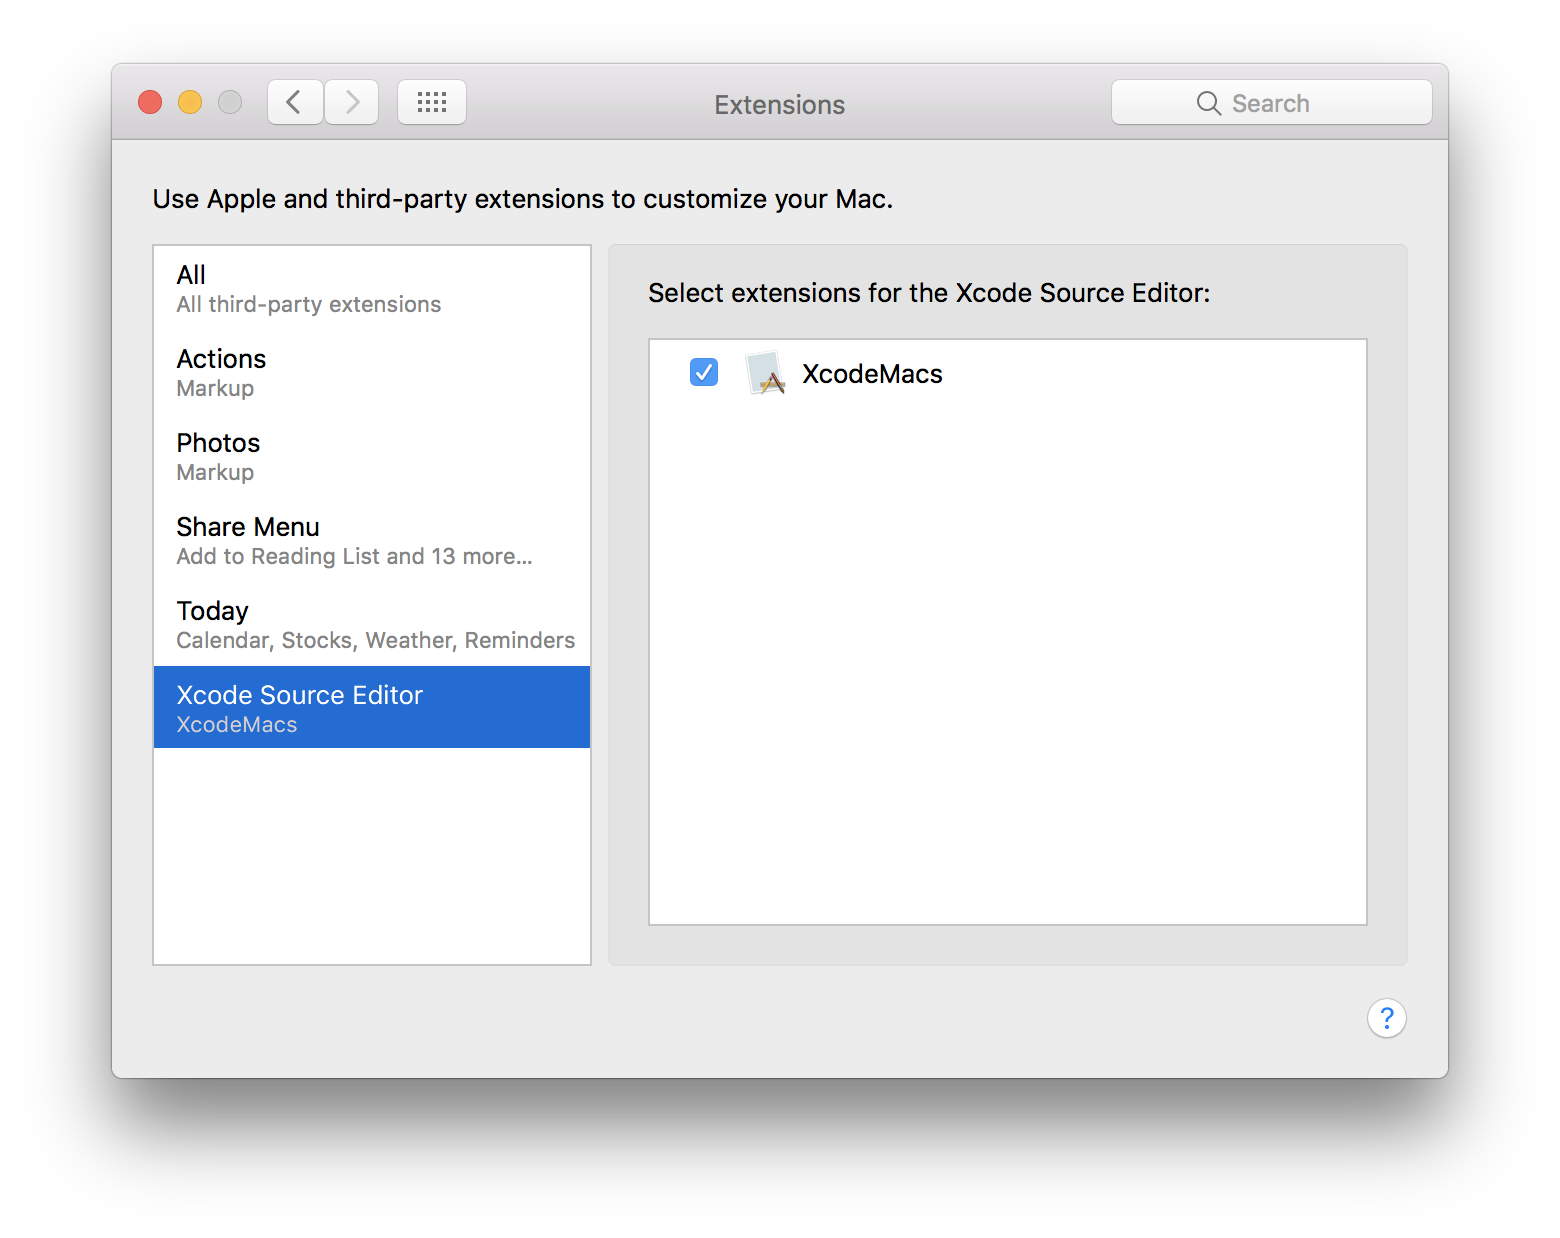 Extensions
Search
Use Apple and third-party extensions to customize your Mac.
All
All third-party extensions
Actions
Markup
Photos
Markup
Share Menu
Add to Reading List and 13 more...
Today
Calendar, Stocks, Weather, Reminders
Xcode Source Editor
XcodeMacs
Select extensions for the Xcode Source Editor:
XcodeMacs
?